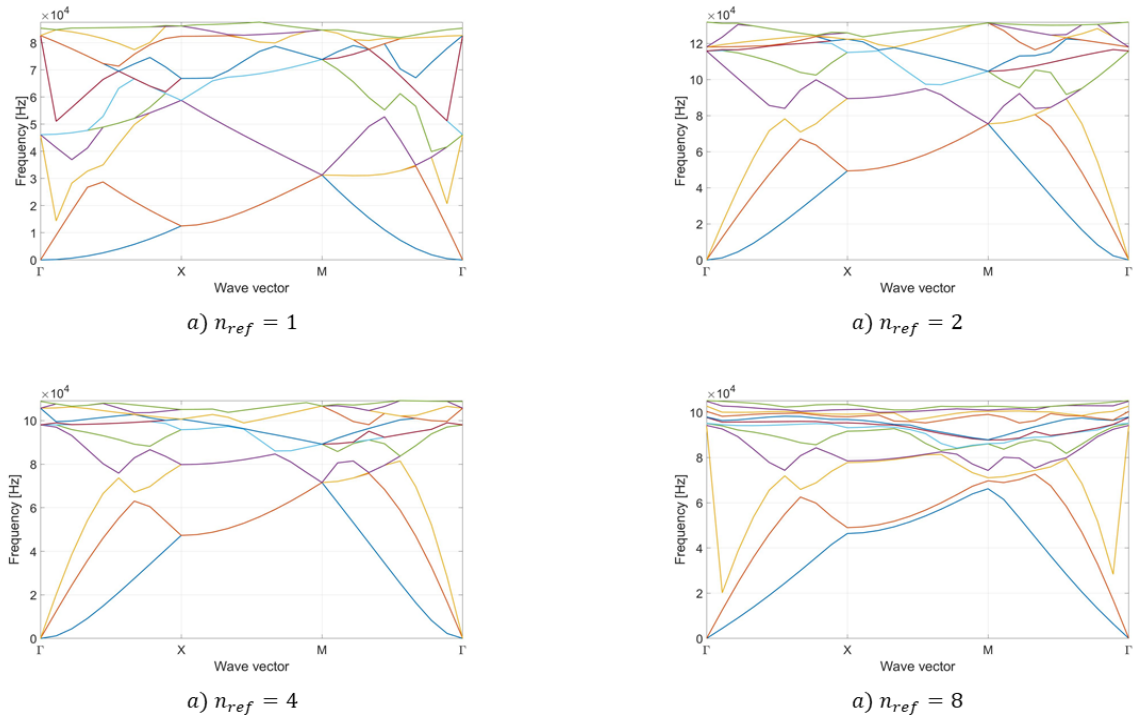 ×10⁴
8
7
6
5
4
3
2
1
0
Frequency [Hz]
Γ X M Γ
Wave vector
a) n_ref = 1
×10⁴
12
10
8
6
4
2
0
Frequency [Hz]
Γ X M Γ
Wave vector
a) n_ref = 2
×10⁴
10
8
6
4
2
0
Frequency [Hz]
Γ X M Γ
Wave vector
a) n_ref = 4
×10⁴
10
8
6
4
2
0
Frequency [Hz]
Γ X M Γ
Wave vector
a) n_ref = 8